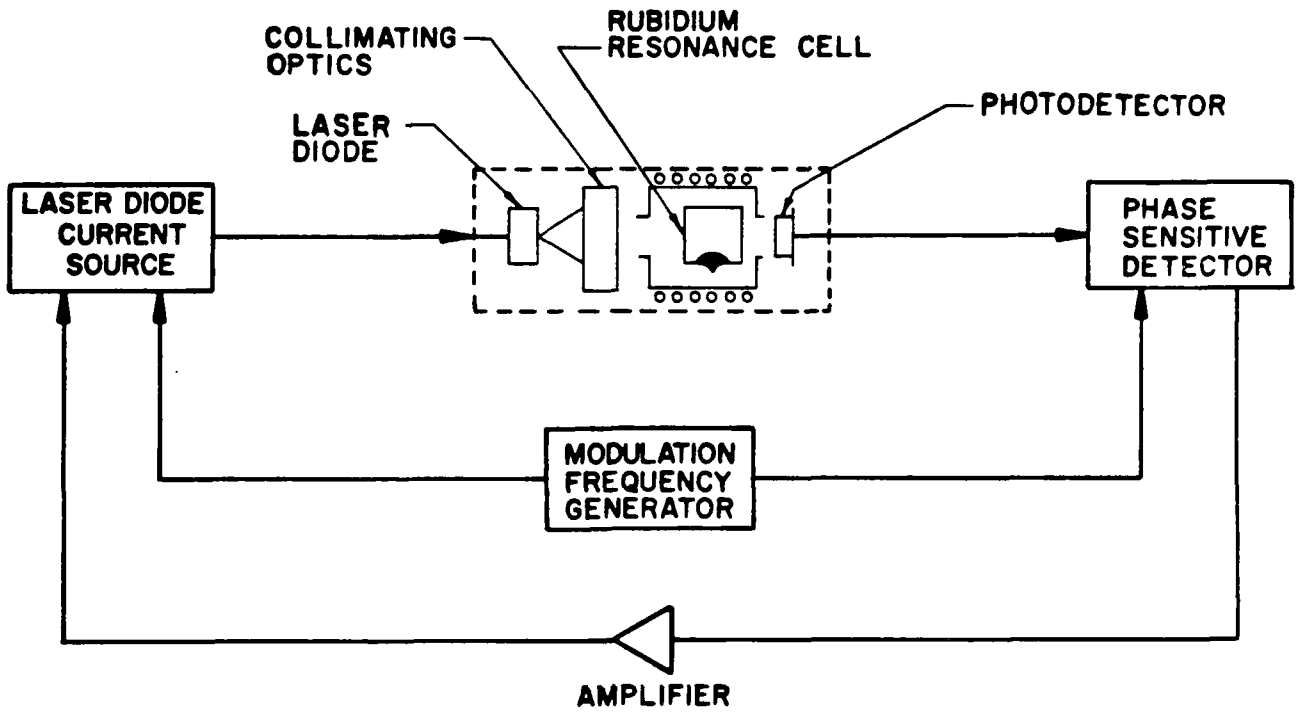 RUBIDIUM
RESONANCE CELL
COLLIMATING
OPTICS
PHOTODETECTOR
LASER
DIODE
LASER DIODE
CURRENT
SOURCE
PHASE
SENSITIVE
DETECTOR
MODULATION
FREQUENCY
GENERATOR
AMPLIFIER